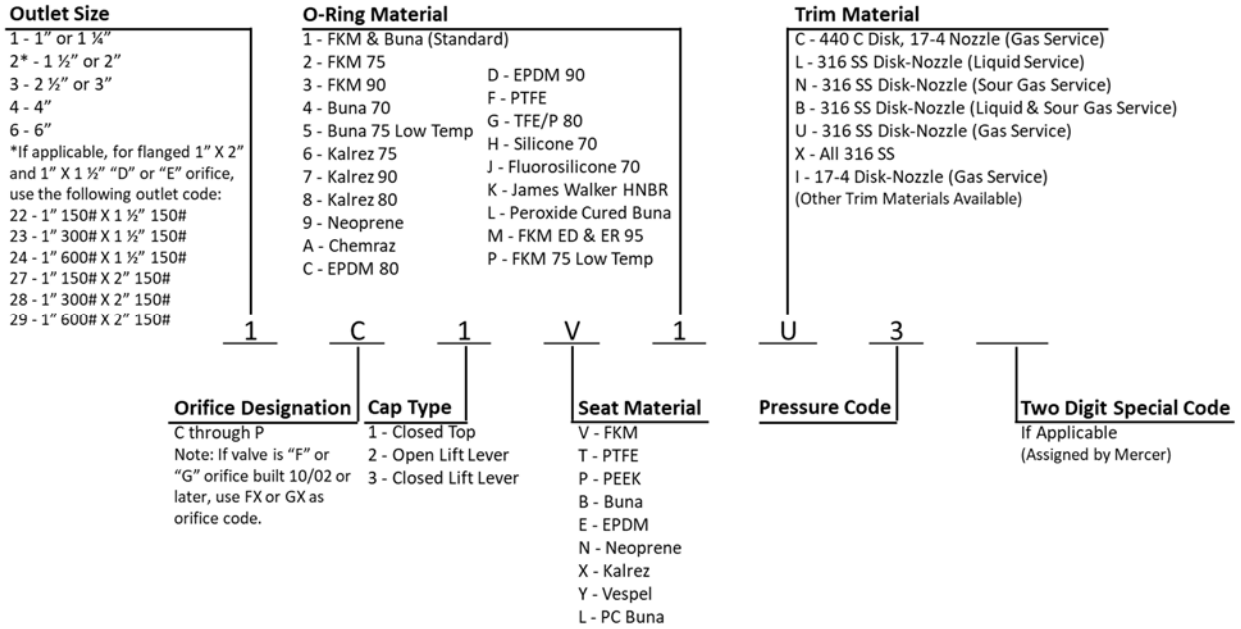 Outlet Size
1 - 1” or 1 ¼”
2* - 1 ½” or 2”
3 - 2 ½” or 3”
4 - 4”
6 - 6”
*If applicable, for flanged 1” X 2”
and 1” X 1 ½” “D” or “E” orifice,
use the following outlet code:
22 - 1” 150# X 1 ½” 150#
23 - 1” 300# X 1 ½” 150#
24 - 1” 600# X 1 ½” 150#
27 - 1” 150# X 2” 150#
28 - 1” 300# X 2” 150#
29 - 1” 600# X 2” 150#
O-Ring Material
1 - FKM & Buna (Standard)
2 - FKM 75
3 - FKM 90
4 - Buna 70
5 - Buna 75 Low Temp
6 - Kalrez 75
7 - Kalrez 90
8 - Kalrez 80
9 - Neoprene
A - Chemraz
C - EPDM 80
D - EPDM 90
F - PTFE
G - TFE/P 80
H - Silicone 70
J - Fluorosilicone 70
K - James Walker HNBR
L - Peroxide Cured Buna
M - FKM ED & ER 95
P - FKM 75 Low Temp
Trim Material
C - 440 C Disk, 17-4 Nozzle (Gas Service)
L - 316 SS Disk-Nozzle (Liquid Service)
N - 316 SS Disk-Nozzle (Sour Gas Service)
B - 316 SS Disk-Nozzle (Liquid & Sour Gas Service)
U - 316 SS Disk-Nozzle (Gas Service)
X - All 316 SS
I - 17-4 Disk-Nozzle (Gas Service)
(Other Trim Materials Available)
1 C 1 V 1 U 3
Orifice Designation
C through P
Note: If valve is “F” or
“G” orifice built 10/02 or
later, use FX or GX as
orifice code.
Cap Type
1 - Closed Top
2 - Open Lift Lever
3 - Closed Lift Lever
Seat Material
V - FKM
T - PTFE
P - PEEK
B - Buna
E - EPDM
N - Neoprene
X - Kalrez
Y - Vespel
L - PC Buna
Pressure Code
Two Digit Special Code
If Applicable
(Assigned by Mercer)